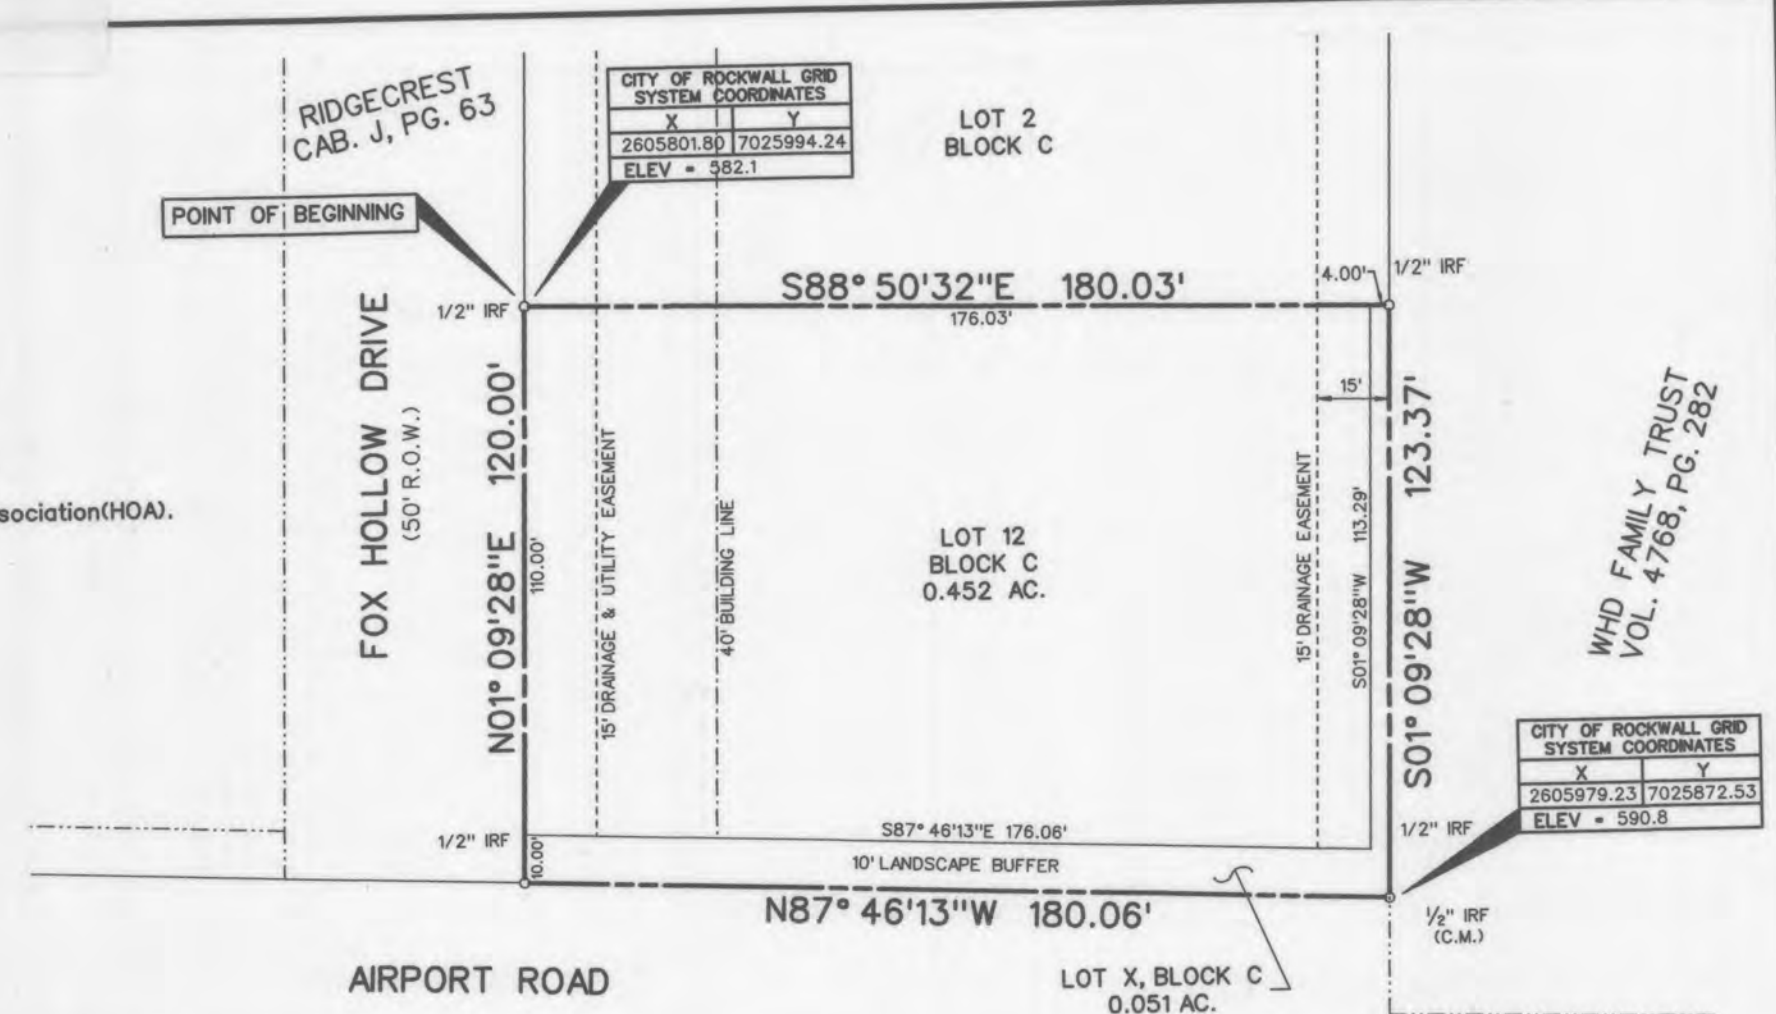 RIDGECREST
CAB. J, PG. 63
CITY OF ROCKWALL GRID
SYSTEM COORDINATES
X Y
2605801.80 7025994.24
ELEV = 582.1
LOT 2
BLOCK C
POINT OF BEGINNING
1/2" IRF
S88° 50'32"E 180.03'
176.03'
4.00'
1/2" IRF
FOX HOLLOW DRIVE
(50' R.O.W.)
N01° 09'28"E 120.00'
110.00'
15' DRAINAGE & UTILITY EASEMENT
40' BUILDING LINE
LOT 12
BLOCK C
0.452 AC.
15' DRAINAGE EASEMENT
15'
S01° 09'28"W 113.29'
S01° 09'28"W 123.37'
WHD FAMILY TRUST
VOL. 4768, PG. 282
sociation(HOA).
CITY OF ROCKWALL GRID
SYSTEM COORDINATES
X Y
2605979.23 7025872.53
ELEV = 590.8
1/2" IRF
10.00'
S87° 46'13"E 176.06'
10' LANDSCAPE BUFFER
1/2" IRF
N87° 46'13"W 180.06'
1/2" IRF
(C.M.)
AIRPORT ROAD
LOT X, BLOCK C
0.051 AC.